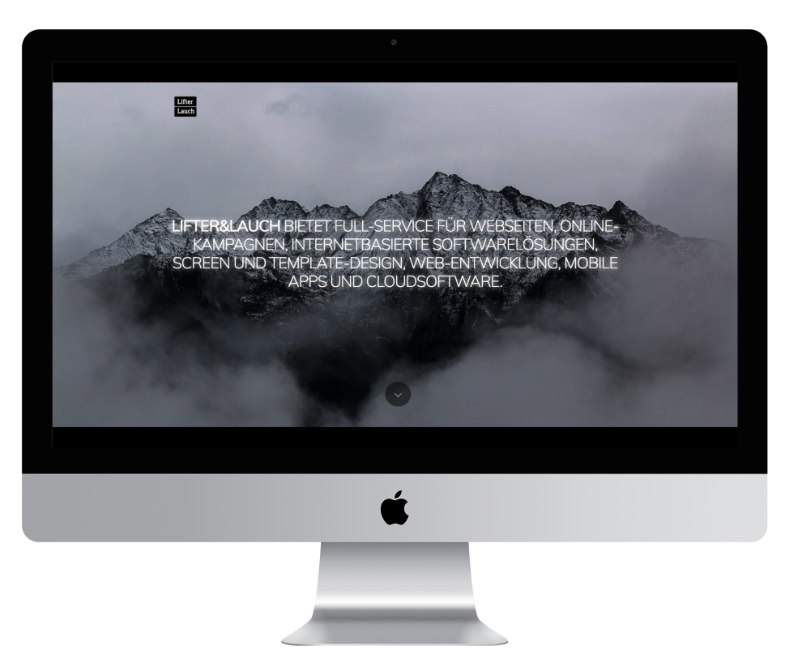 Lifter
Lauch
LIFTER&LAUCH BIETET FULL-SERVICE FÜR WEBSEITEN, ONLINE-
KAMPAGNEN, INTERNETBASIERTE SOFTWARELÖSUNGEN,
SCREEN UND TEMPLATE-DESIGN, WEB-ENTWICKLUNG, MOBILE
APPS UND CLOUDSOFTWARE.